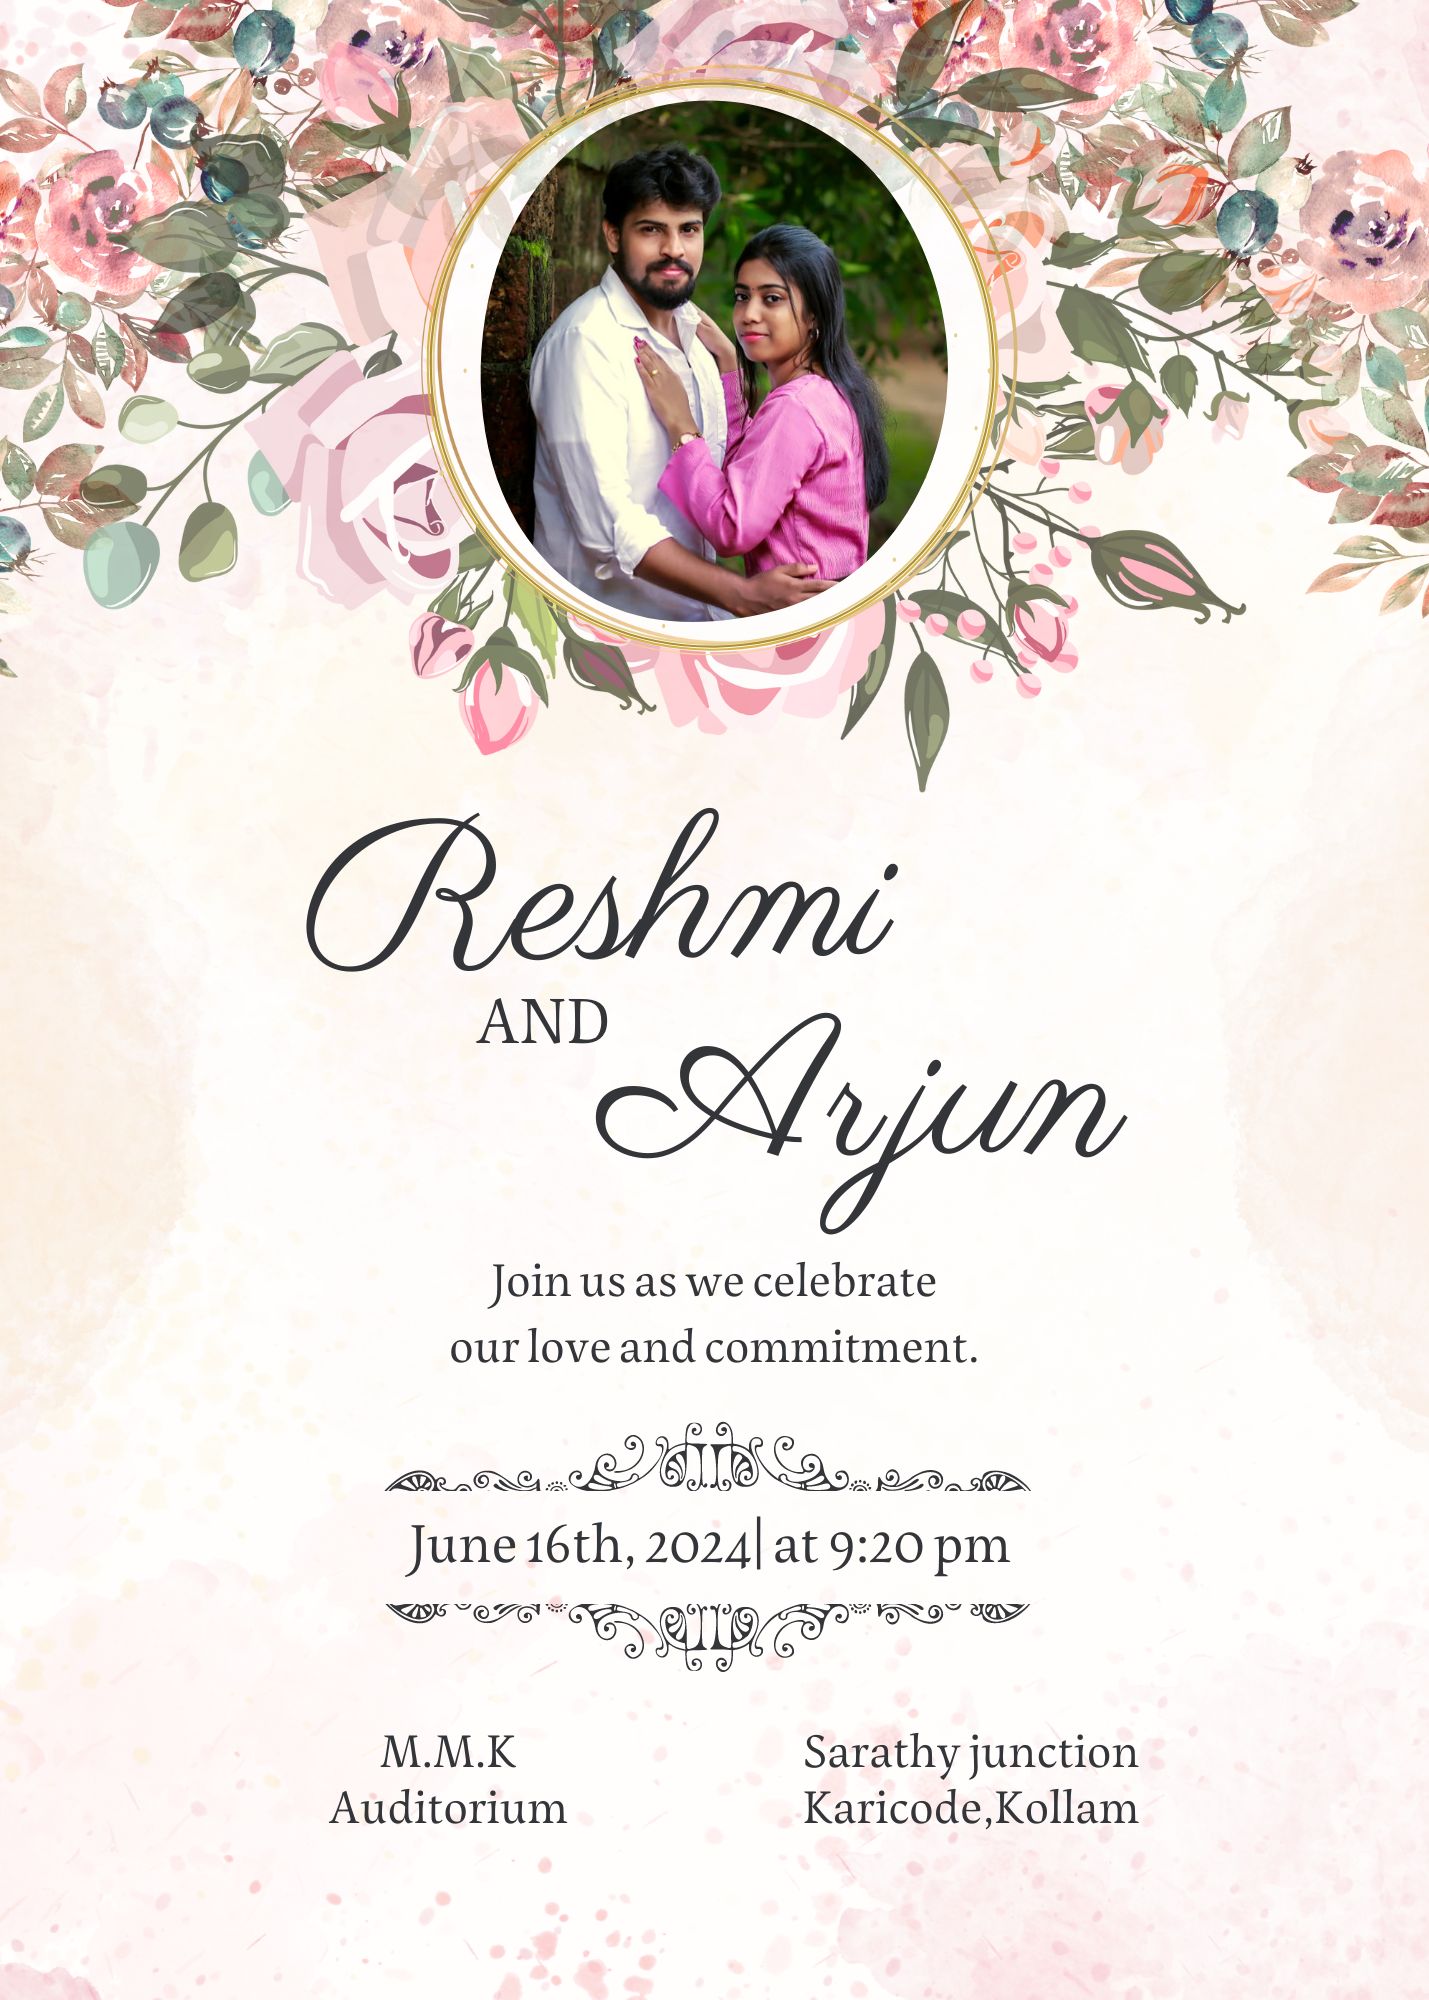 Reshmi
AND
Arjun
Join us as we celebrate
our love and commitment.
June 16th, 2024| at 9:20 pm
M.M.K
Auditorium
Sarathy junction
Karicode,Kollam